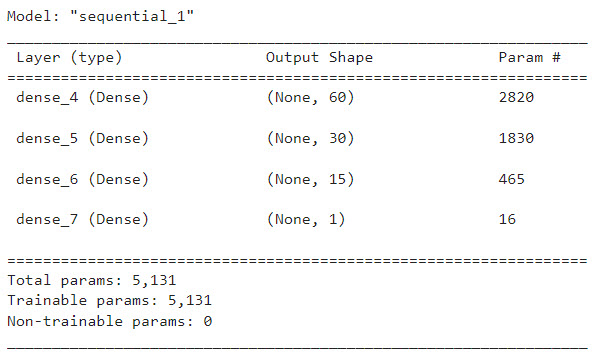 Model: "sequential_1"
_________________________________________________________________
Layer (type) Output Shape Param #
=================================================================
dense_4 (Dense) (None, 60) 2820
dense_5 (Dense) (None, 30) 1830
dense_6 (Dense) (None, 15) 465
dense_7 (Dense) (None, 1) 16
=================================================================
Total params: 5,131
Trainable params: 5,131
Non-trainable params: 0
_________________________________________________________________